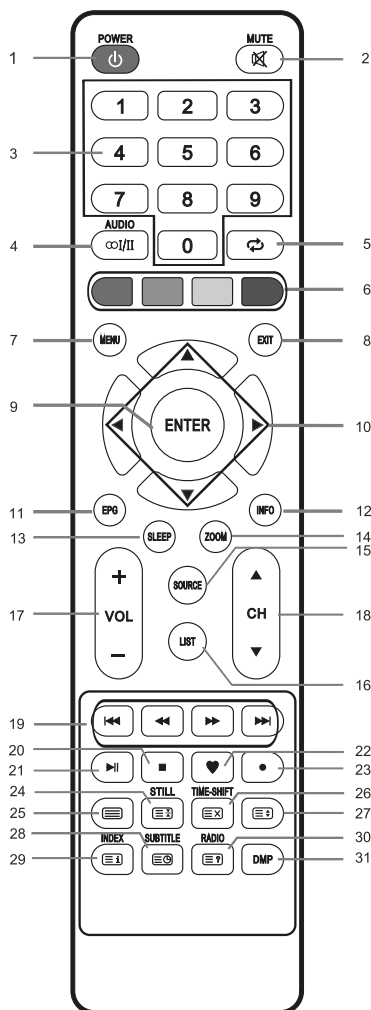 POWER MUTE
1 2
1 2 3
3 4 5 6
7 8 9
AUDIO
4 I/II 0 5
6
7 MENU EXIT 8
9 ENTER 10
11 EPG INFO 12
13 SLEEP ZOOM 14
SOURCE 15
17 + VOL − CH 18
LIST 16
19
20 22
21 23
24 STILL TIME-SHIFT 26
25 27
28 INDEX SUBTITLE RADIO 30
29 i ? DMP 31